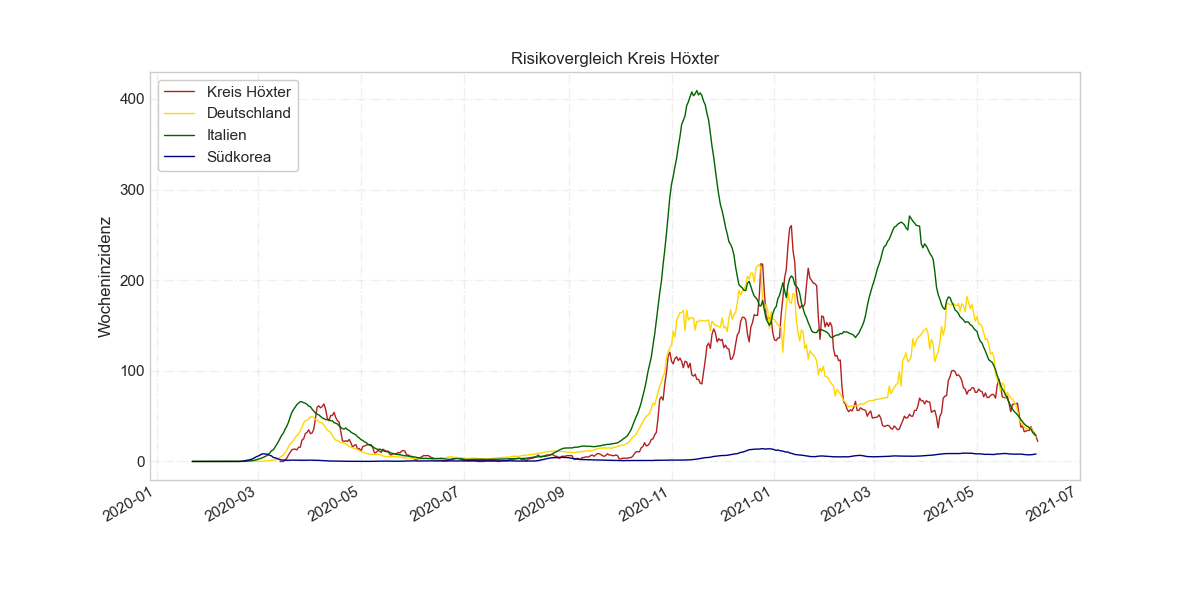 Risikovergleich Kreis Höxter
Kreis Höxter
Deutschland
Italien
Südkorea
Wocheninzidenz
400
300
200
100
0
2020-01
2020-03
2020-05
2020-07
2020-09
2020-11
2021-01
2021-03
2021-05
2021-07